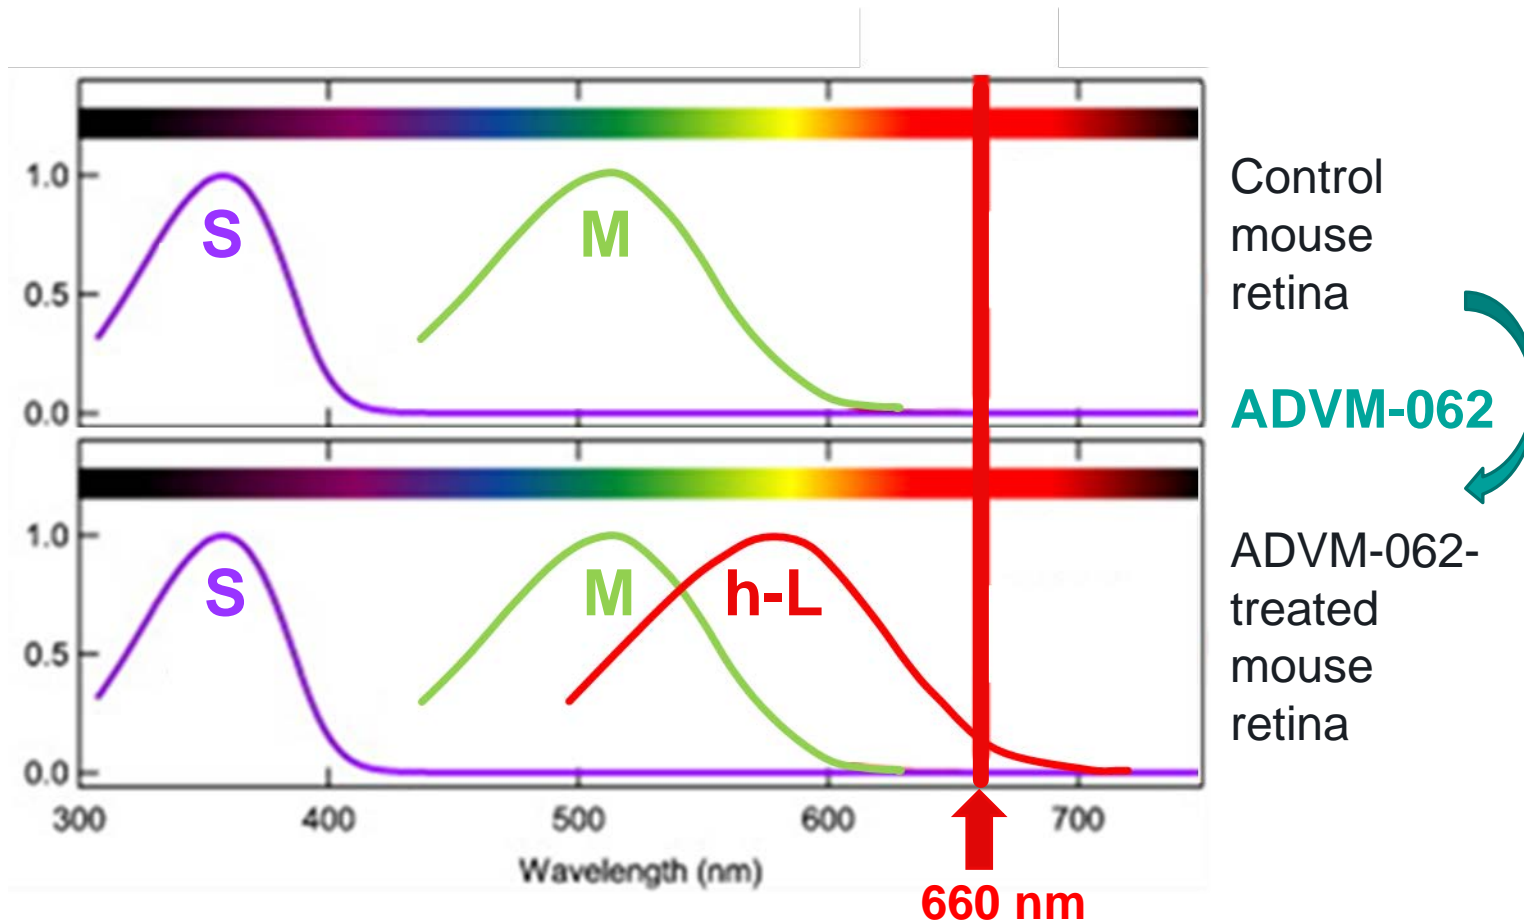 1.0
0.5
0.0
S
M
Control
mouse
retina
ADVM-062
1.0
0.5
0.0
S
M
h-L
ADVM-062-
treated
mouse
retina
300 400 500 600 700
Wavelength (nm)
660 nm